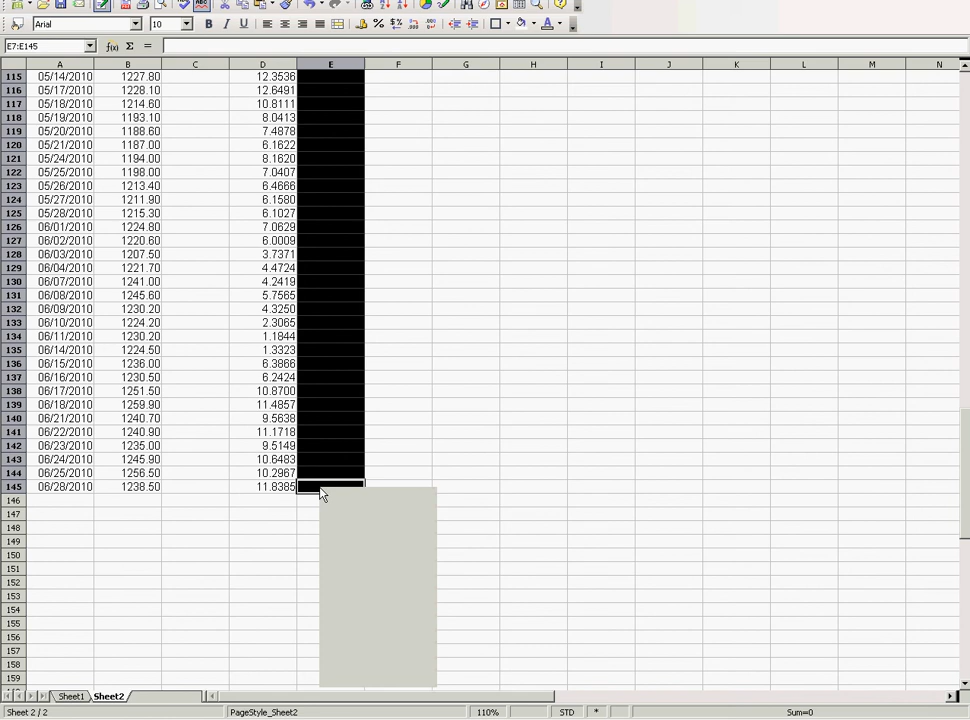 Arial 10 B I U
E7:E145 f(x) Σ =
A B C D E F G H I J K L M N
115 05/14/2010 1227.80 12.3536
116 05/17/2010 1228.10 12.6491
117 05/18/2010 1214.60 10.8111
118 05/19/2010 1193.10 8.0413
119 05/20/2010 1188.60 7.4878
120 05/21/2010 1187.00 6.1622
121 05/24/2010 1194.00 8.1620
122 05/25/2010 1198.00 7.0407
123 05/26/2010 1213.40 6.4666
124 05/27/2010 1211.90 6.1580
125 05/28/2010 1215.30 6.1027
126 06/01/2010 1224.80 7.0629
127 06/02/2010 1220.60 6.0009
128 06/03/2010 1207.50 3.7371
129 06/04/2010 1221.70 4.4724
130 06/07/2010 1241.00 4.2419
131 06/08/2010 1245.60 5.7565
132 06/09/2010 1230.20 4.3250
133 06/10/2010 1224.20 2.3065
134 06/11/2010 1230.20 1.1844
135 06/14/2010 1224.50 1.3323
136 06/15/2010 1236.00 6.3866
137 06/16/2010 1230.50 6.2424
138 06/17/2010 1251.50 10.8700
139 06/18/2010 1259.90 11.4857
140 06/21/2010 1240.70 9.5638
141 06/22/2010 1240.90 11.1718
142 06/23/2010 1235.00 9.5149
143 06/24/2010 1245.90 10.6483
144 06/25/2010 1256.50 10.2967
145 06/28/2010 1238.50 11.8385
146
147
148
149
150
151
152
153
154
155
156
157
158
159
Sheet1 Sheet2
Sheet 2 / 2 PageStyle_Sheet2 110% STD * Sum=0